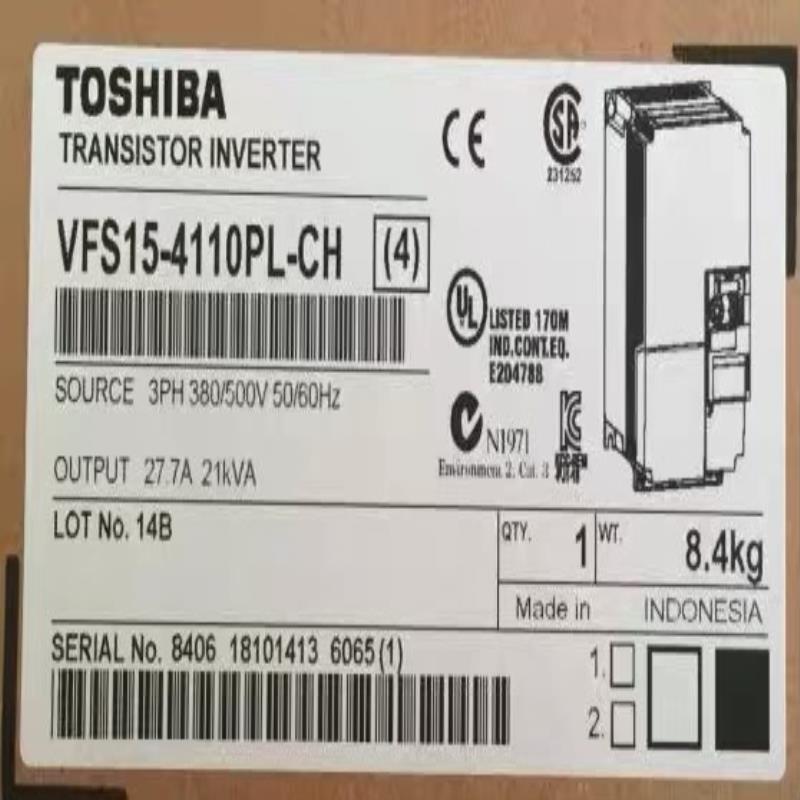 TOSHIBA
TRANSISTOR INVERTER
CE
SA
231252
VFS15-4110PL-CH (4)
UL LISTED 170M
IND.CONT.EQ.
E204788
SOURCE 3PH 380/500V 50/60Hz
N1971
Environment 2. Cat. 3
OUTPUT 27.7A 21kVA
LOT No. 14B
QTY. 1 WT. 8.4kg
Made in INDONESIA
SERIAL No. 8406 18101413 6065(1)
1.
2.